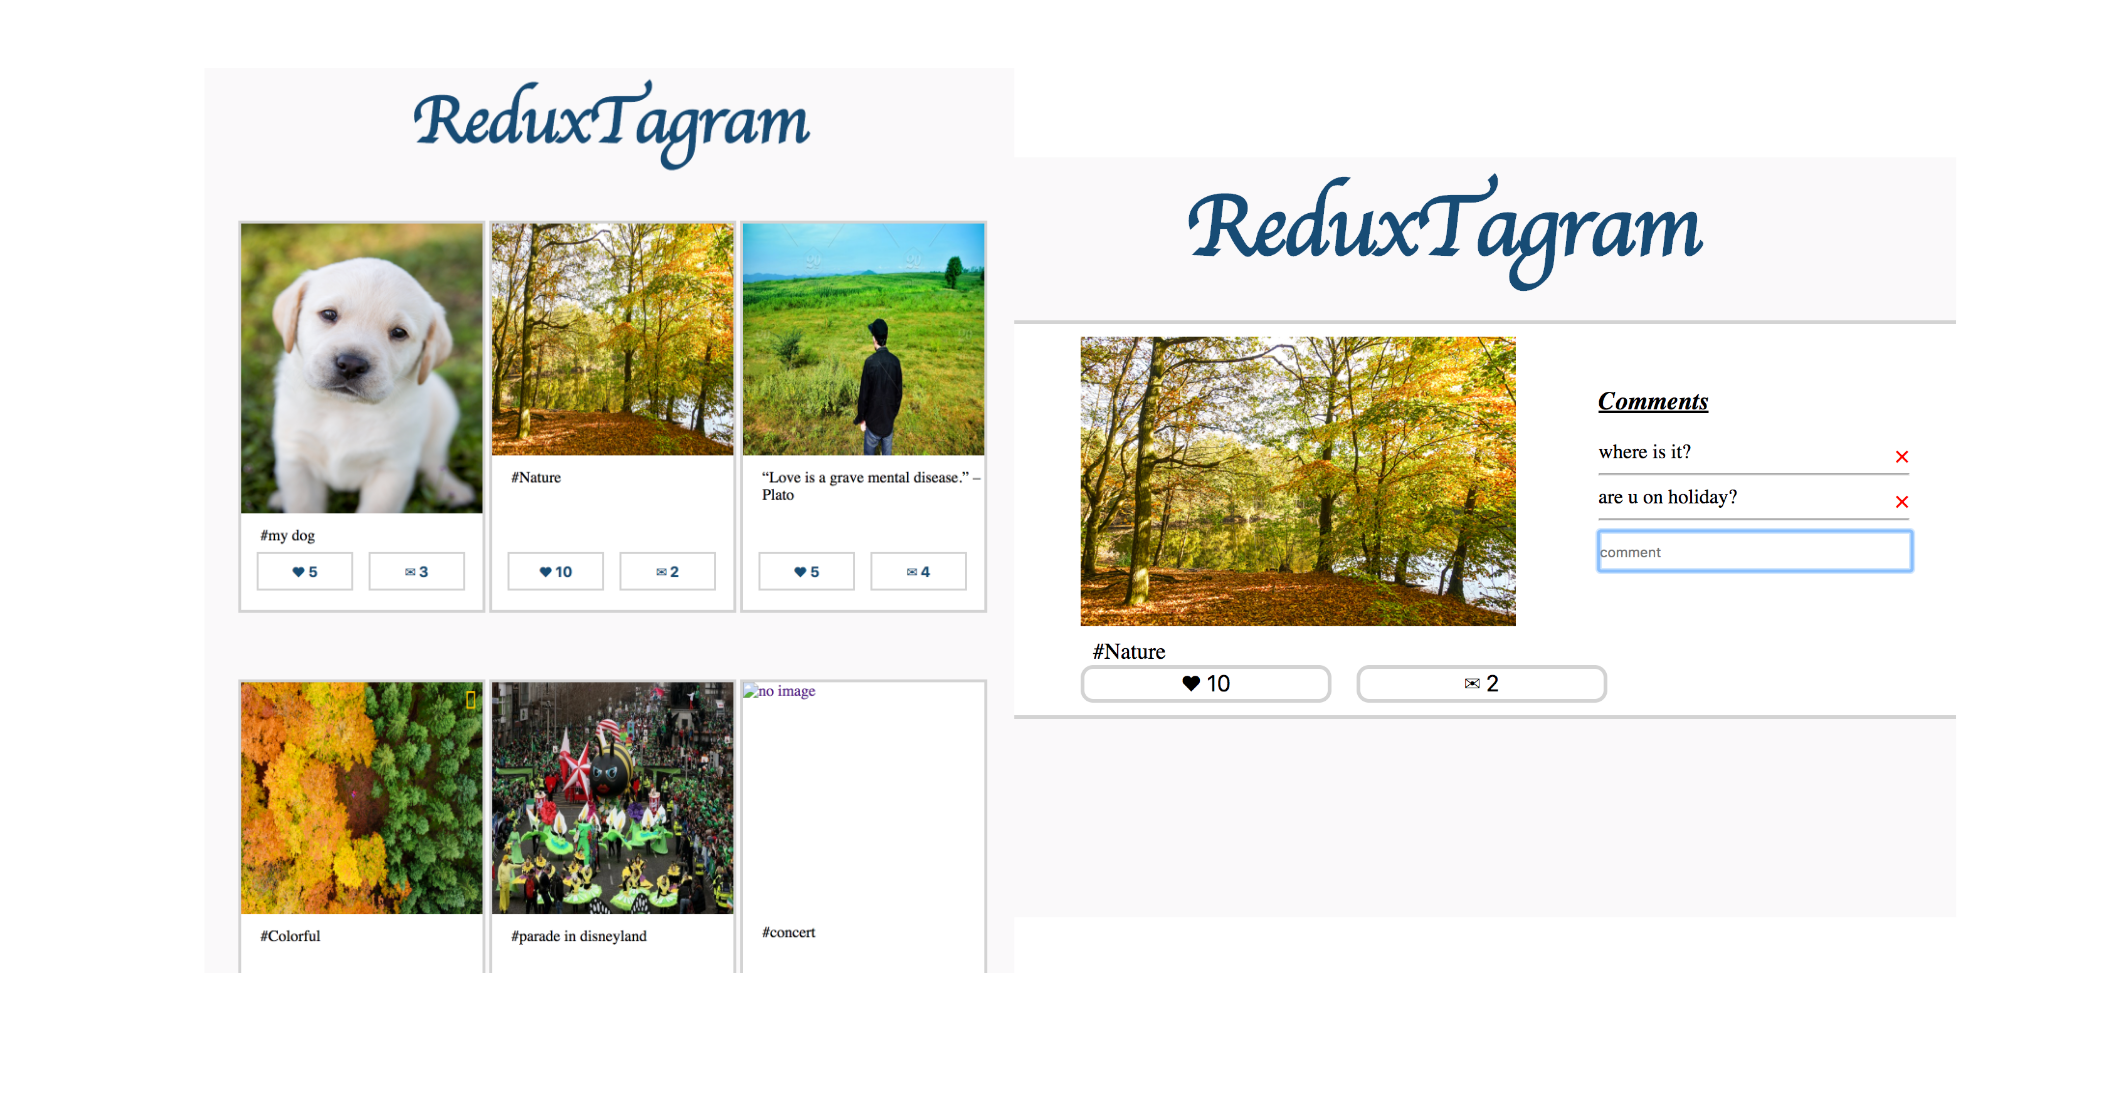 ReduxTagram
#my dog
♥ 5
✉ 3
#Nature
♥ 10
✉ 2
“Love is a grave mental disease.” –
Plato
♥ 5
✉ 4
#Colorful
#parade in disneyland
no image
#concert
ReduxTagram
#Nature
♥ 10
✉ 2
Comments
where is it?
✕
are u on holiday?
✕
comment